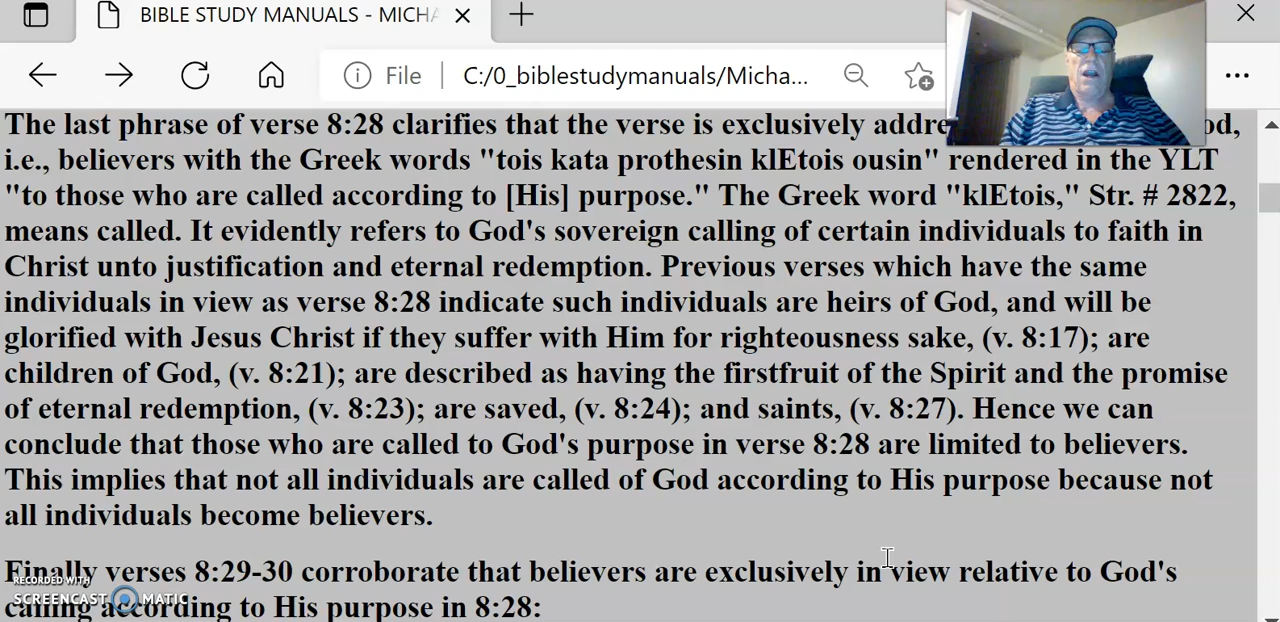 BIBLE STUDY MANUALS - MICHA
File C:/0_biblestudymanuals/Micha...
The last phrase of verse 8:28 clarifies that the verse is exclusively addre od,
i.e., believers with the Greek words "tois kata prothesin klEtois ousin" rendered in the YLT
"to those who are called according to [His] purpose." The Greek word "klEtois," Str. # 2822,
means called. It evidently refers to God's sovereign calling of certain individuals to faith in
Christ unto justification and eternal redemption. Previous verses which have the same
individuals in view as verse 8:28 indicate such individuals are heirs of God, and will be
glorified with Jesus Christ if they suffer with Him for righteousness sake, (v. 8:17); are
children of God, (v. 8:21); are described as having the firstfruit of the Spirit and the promise
of eternal redemption, (v. 8:23); are saved, (v. 8:24); and saints, (v. 8:27). Hence we can
conclude that those who are called to God's purpose in verse 8:28 are limited to believers.
This implies that not all individuals are called of God according to His purpose because not
all individuals become believers.
Finally verses 8:29-30 corroborate that believers are exclusively in view relative to God's
RECORDED WITH
SCREENCAST MATIC
calling according to His purpose in 8:28: